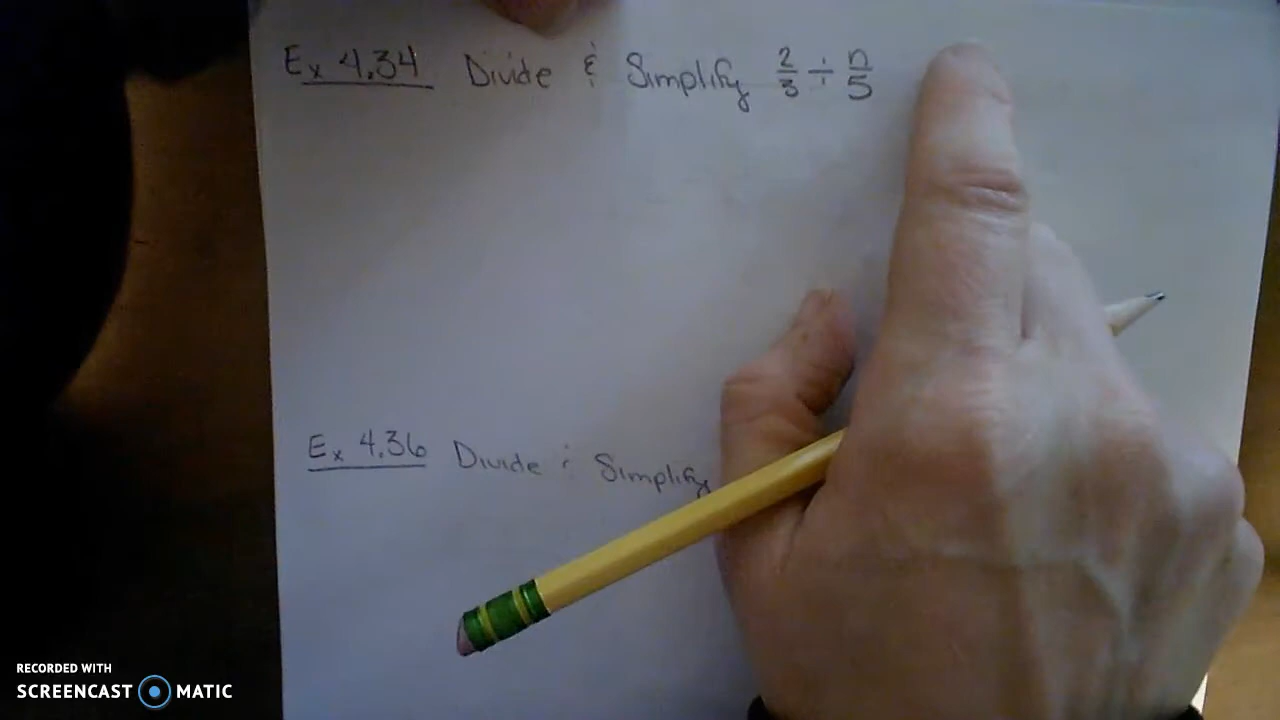 Ex 4.34 Divide & Simplify 2/3 ÷ n/5
Ex 4.36 Divide & Simplify
RECORDED WITH
SCREENCAST MATIC